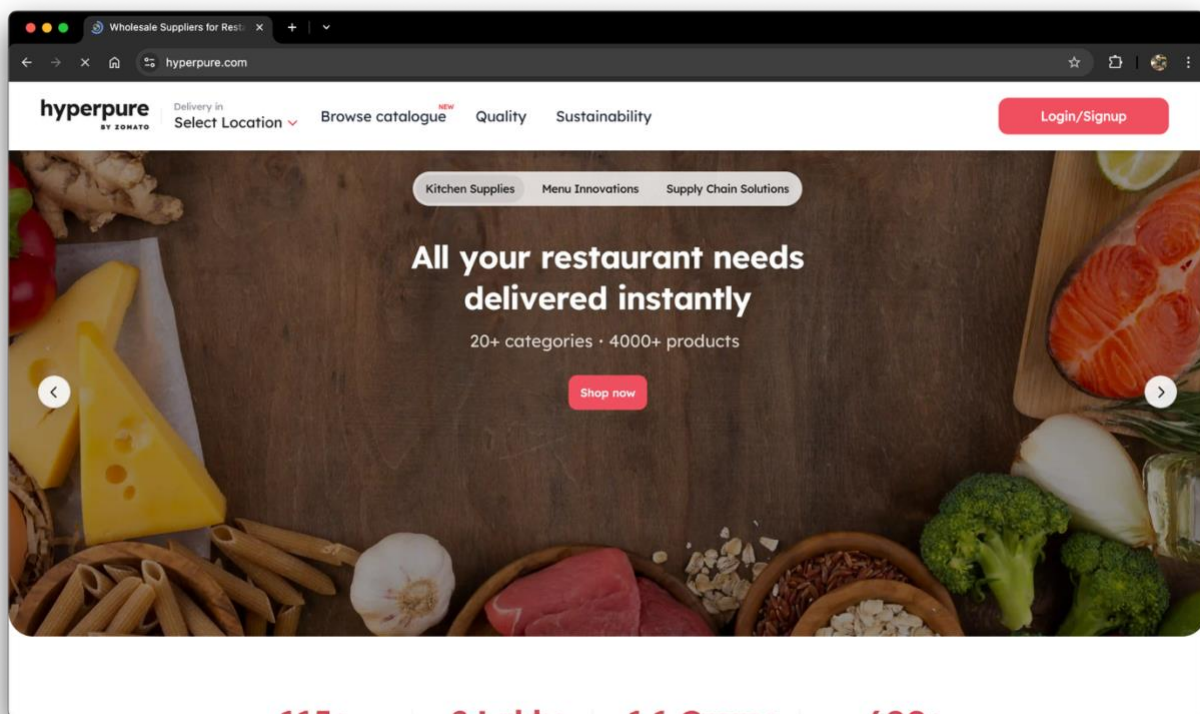 Wholesale Suppliers for Rest
hyperpure.com
hyperpure
BY ZOMATO
Delivery in
Select Location
Browse catalogue
NEW
Quality
Sustainability
Login/Signup
Kitchen Supplies
Menu Innovations
Supply Chain Solutions
All your restaurant needs
delivered instantly
20+ categories · 4000+ products
Shop now